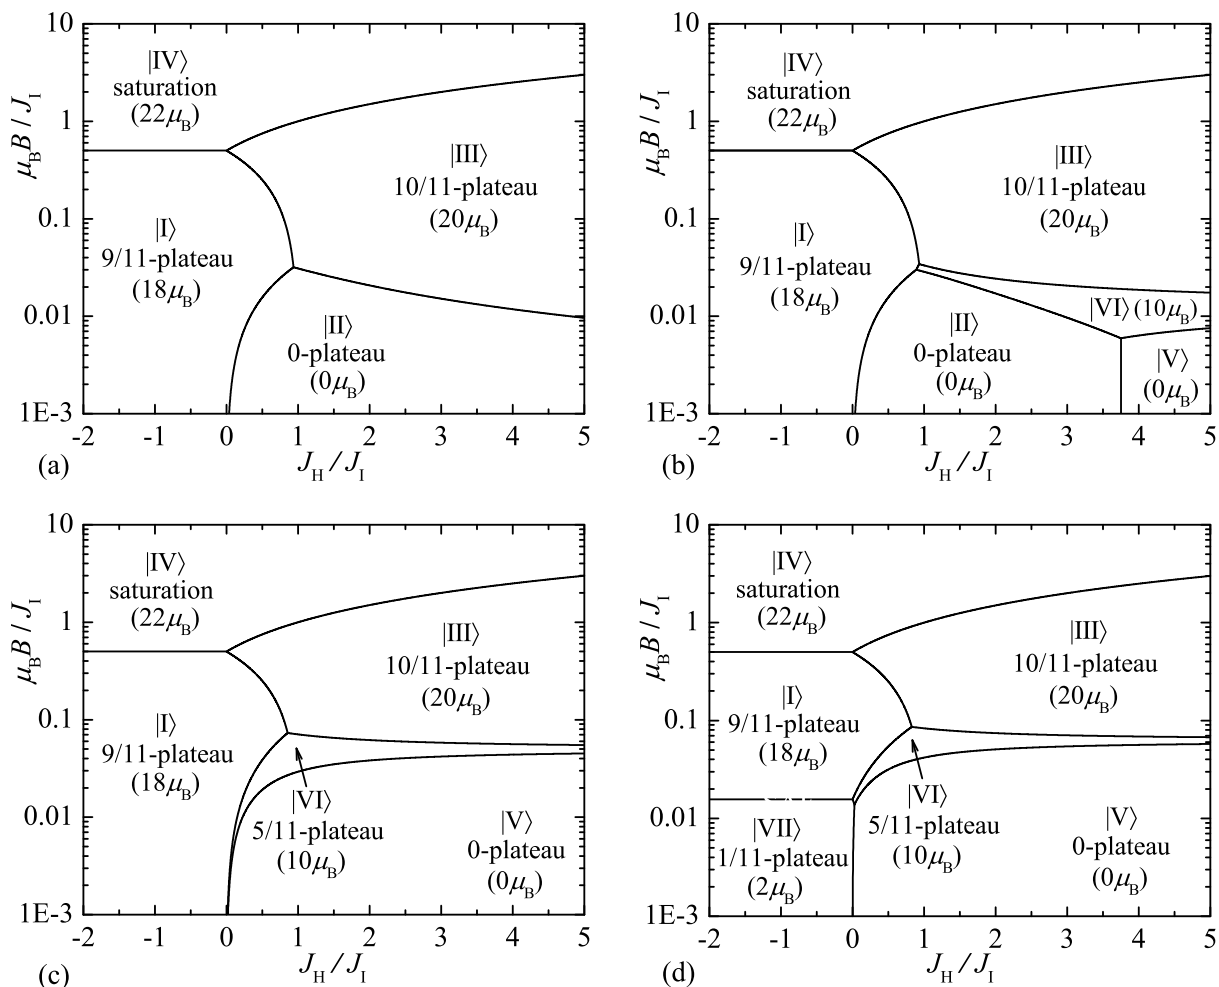 10
|IV⟩
saturation
(22μB)
1
|III⟩
10/11-plateau
(20μB)
0.1
|I⟩
9/11-plateau
(18μB)
0.01
|II⟩
0-plateau
(0μB)
1E-3
-2 -1 0 1 2 3 4 5
μBB / JI
(a)
JH / JI
10
|IV⟩
saturation
(22μB)
1
|III⟩
10/11-plateau
(20μB)
0.1
|I⟩
9/11-plateau
(18μB)
0.01
|VI⟩ (10μB)
|II⟩
0-plateau
(0μB)
|V⟩
(0μB)
1E-3
-2 -1 0 1 2 3 4 5
μBB / JI
(b)
JH / JI
10
|IV⟩
saturation
(22μB)
1
|III⟩
10/11-plateau
(20μB)
0.1
|I⟩
9/11-plateau
(18μB)
0.01
|VI⟩
5/11-plateau
(10μB)
|V⟩
0-plateau
(0μB)
1E-3
-2 -1 0 1 2 3 4 5
μBB / JI
(c)
JH / JI
10
|IV⟩
saturation
(22μB)
1
|III⟩
10/11-plateau
(20μB)
0.1
|I⟩
9/11-plateau
(18μB)
0.01
|VII⟩
1/11-plateau
(2μB)
|VI⟩
5/11-plateau
(10μB)
|V⟩
0-plateau
(0μB)
1E-3
-2 -1 0 1 2 3 4 5
μBB / JI
(d)
JH / JI